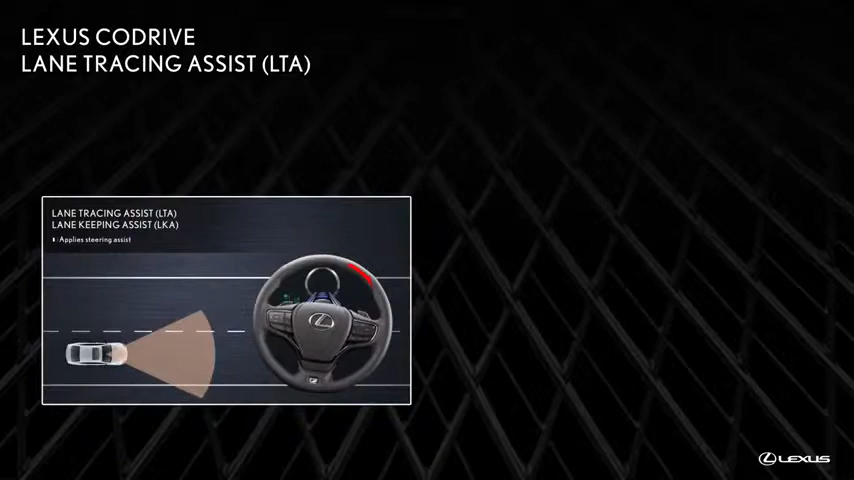 LEXUS CODRIVE
LANE TRACING ASSIST (LTA)
LANE TRACING ASSIST (LTA)
LANE KEEPING ASSIST (LKA)
: Applies steering assist
LEXUS